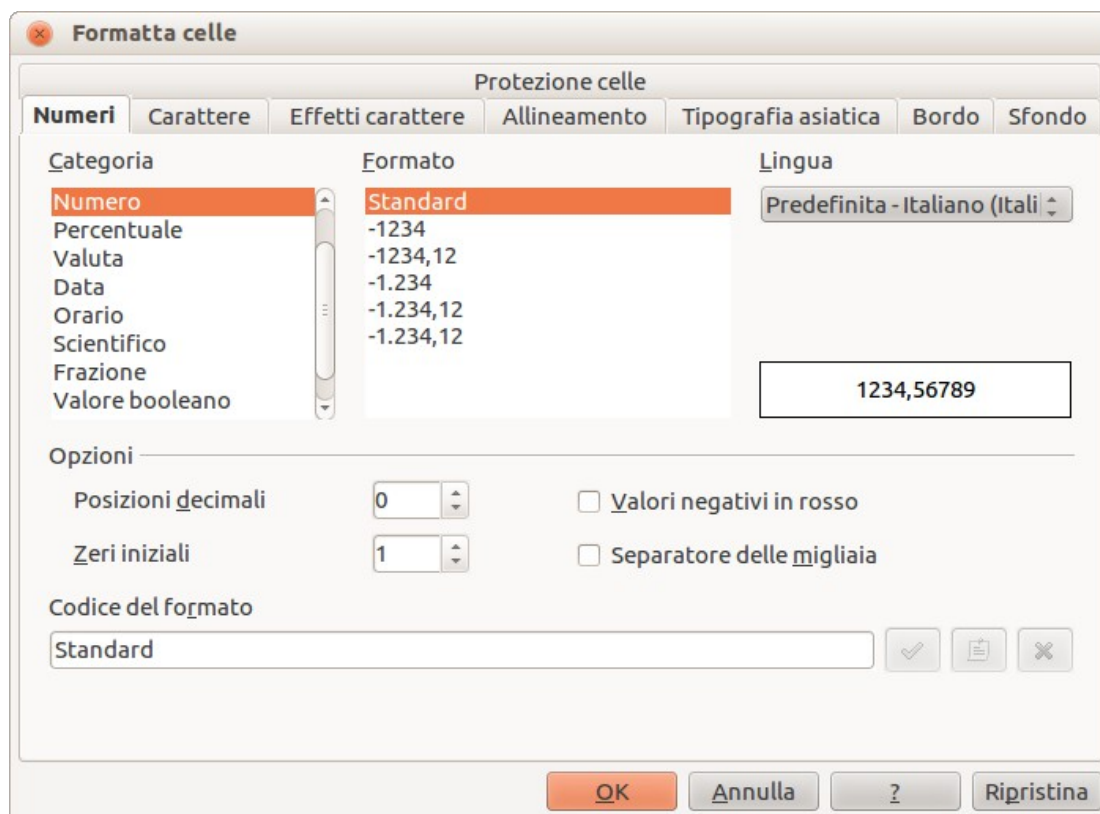 Formatta celle
Protezione celle
Numeri Carattere Effetti carattere Allineamento Tipografia asiatica Bordo Sfondo
Categoria
Numero
Percentuale
Valuta
Data
Orario
Scientifico
Frazione
Valore booleano
Formato
Standard
-1234
-1234,12
-1.234
-1.234,12
-1.234,12
Lingua
Predefinita - Italiano (Itali
1234,56789
Opzioni
Posizioni decimali 0 Valori negativi in rosso
Zeri iniziali 1 Separatore delle migliaia
Codice del formato
Standard
OK Annulla ? Ripristina